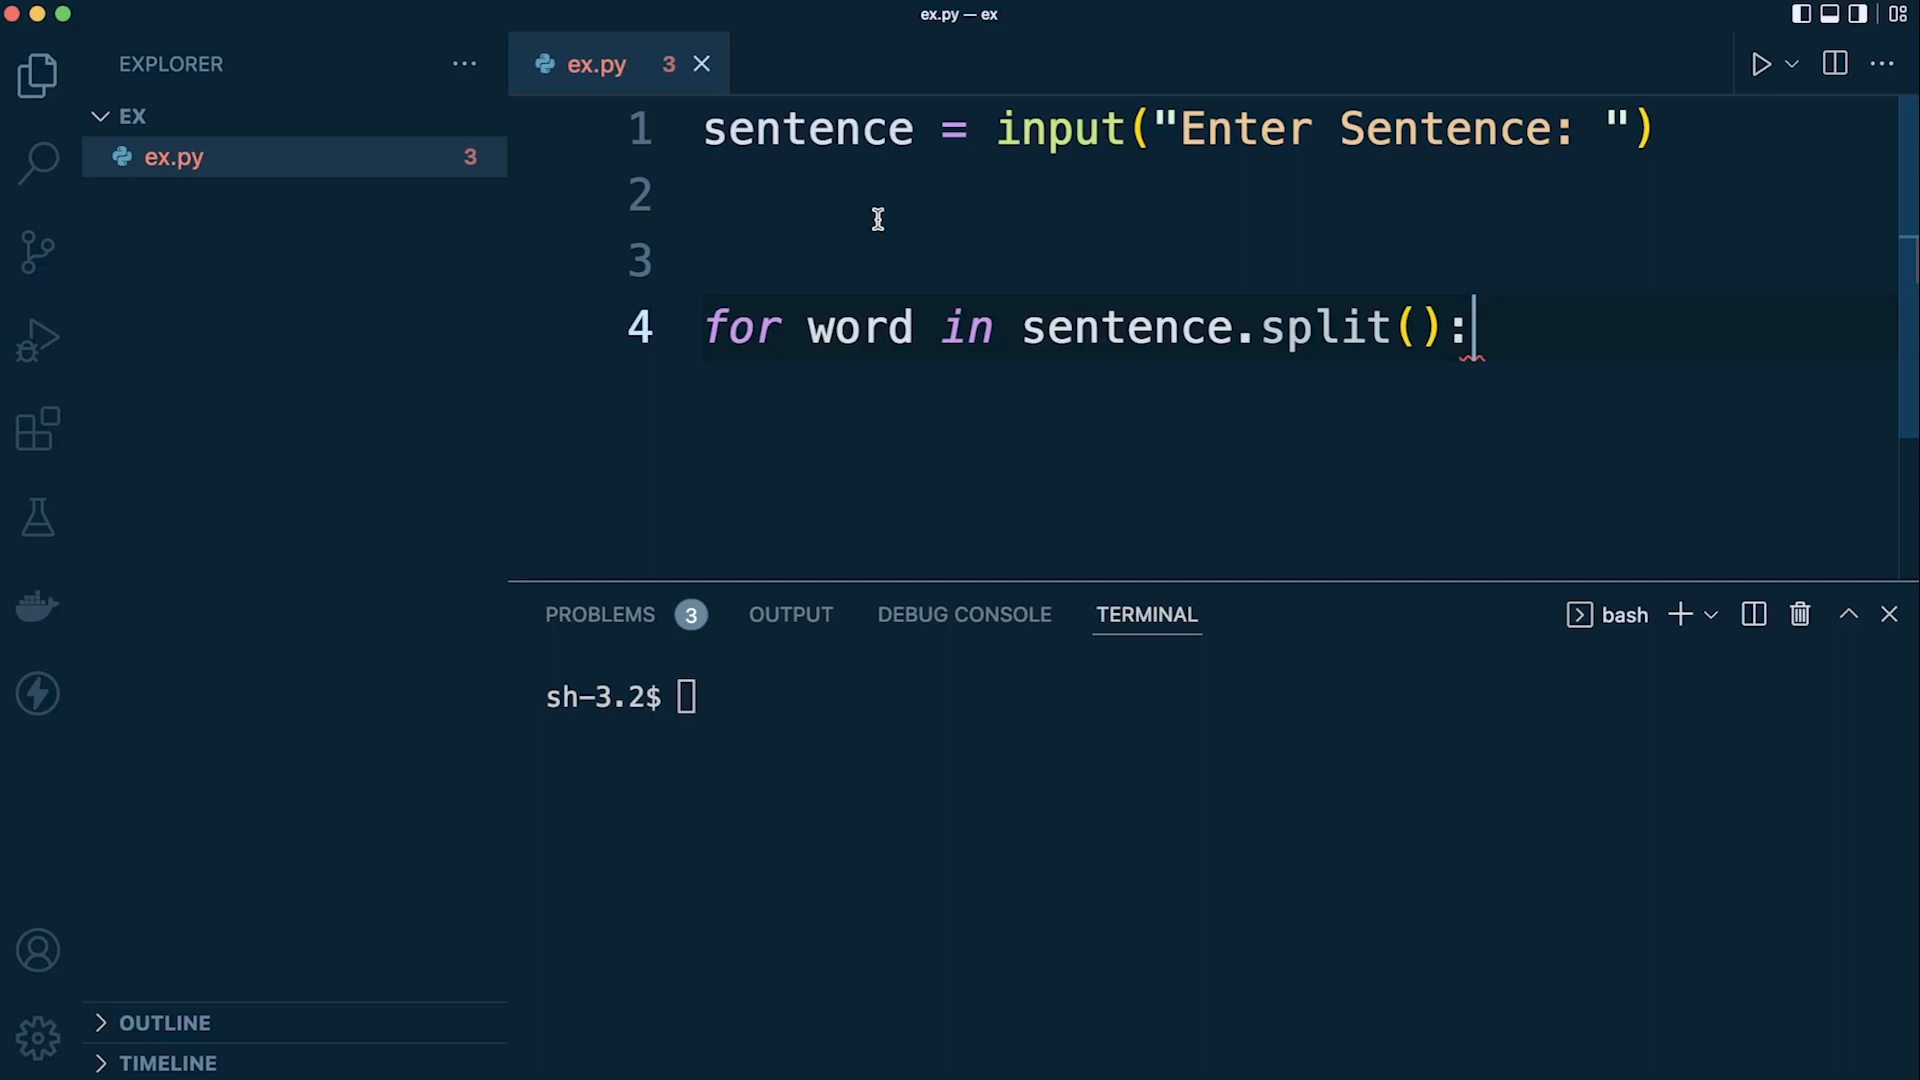 ex.py — ex
EXPLORER
EX
ex.py 3
ex.py 3
1 sentence = input("Enter Sentence: ")
2
3
4 for word in sentence.split():
PROBLEMS 3 OUTPUT DEBUG CONSOLE TERMINAL bash
sh-3.2$
OUTLINE
TIMELINE